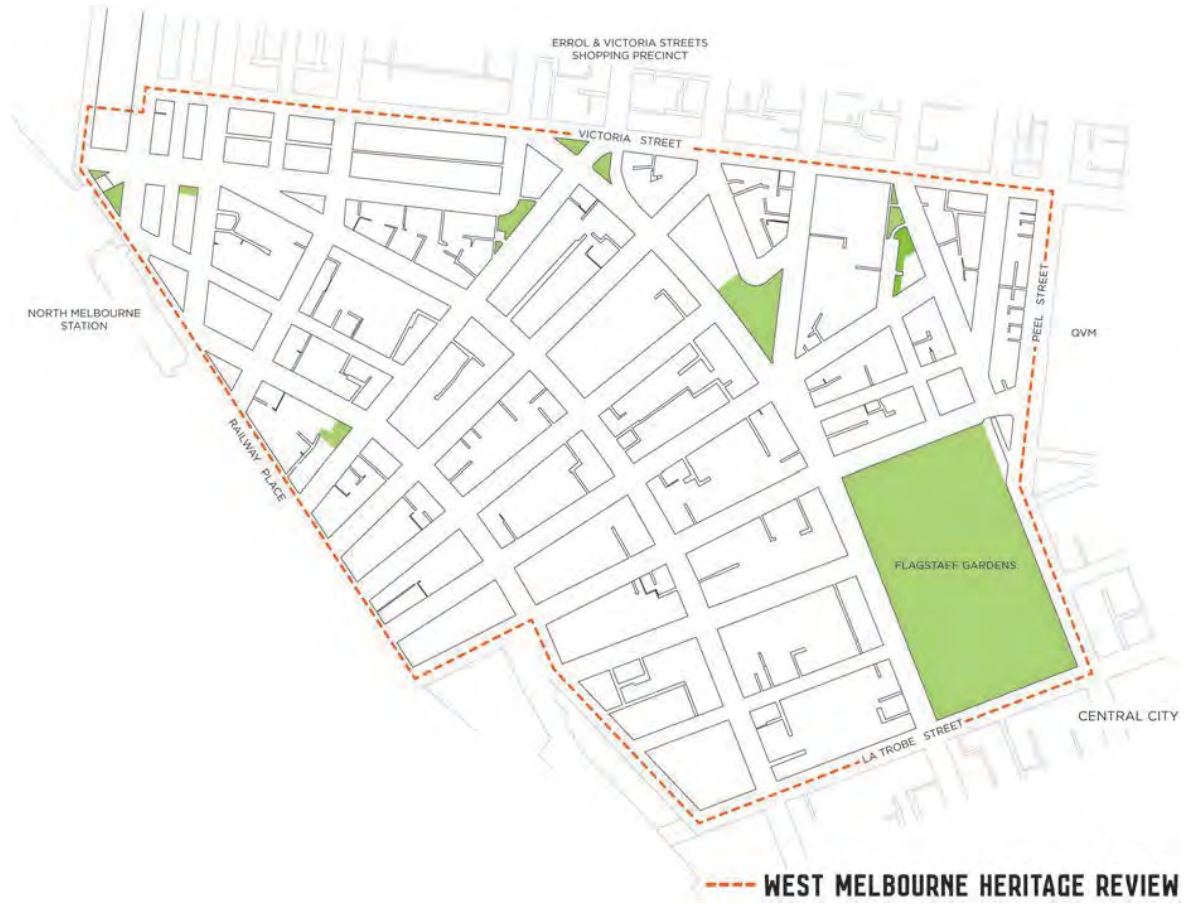 ERROL & VICTORIA STREETS
SHOPPING PRECINCT
VICTORIA STREET
PEEL STREET
QVM
NORTH MELBOURNE
STATION
RAILWAY PLACE
FLAGSTAFF GARDENS
CENTRAL CITY
LA TROBE STREET
WEST MELBOURNE HERITAGE REVIEW